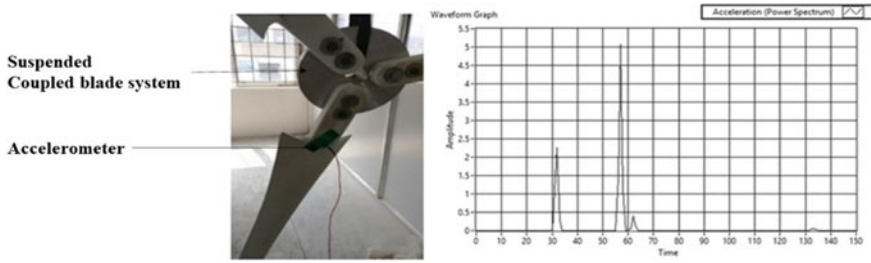 Suspended
Coupled blade system
Accelerometer
Waveform Graph
Acceleration (Power Spectrum)
Amplitude
5.5
5
4.5
4
3.5
3
2.5
2
1.5
1
0.5
0
0 10 20 30 40 50 60 70 80 90 100 110 120 130 140 150
Time